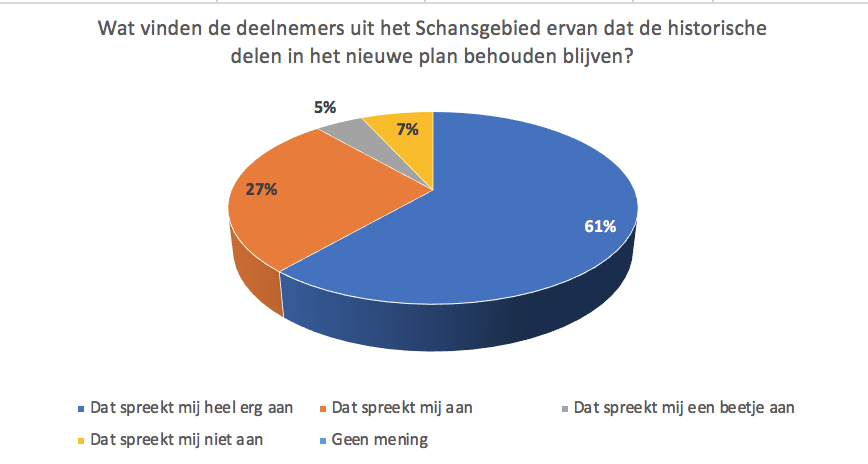 Wat vinden de deelnemers uit het Schansgebied ervan dat de historische
delen in het nieuwe plan behouden blijven?
5%
7%
27%
61%
Dat spreekt mij heel erg aan
Dat spreekt mij aan
Dat spreekt mij een beetje aan
Dat spreekt mij niet aan
Geen mening